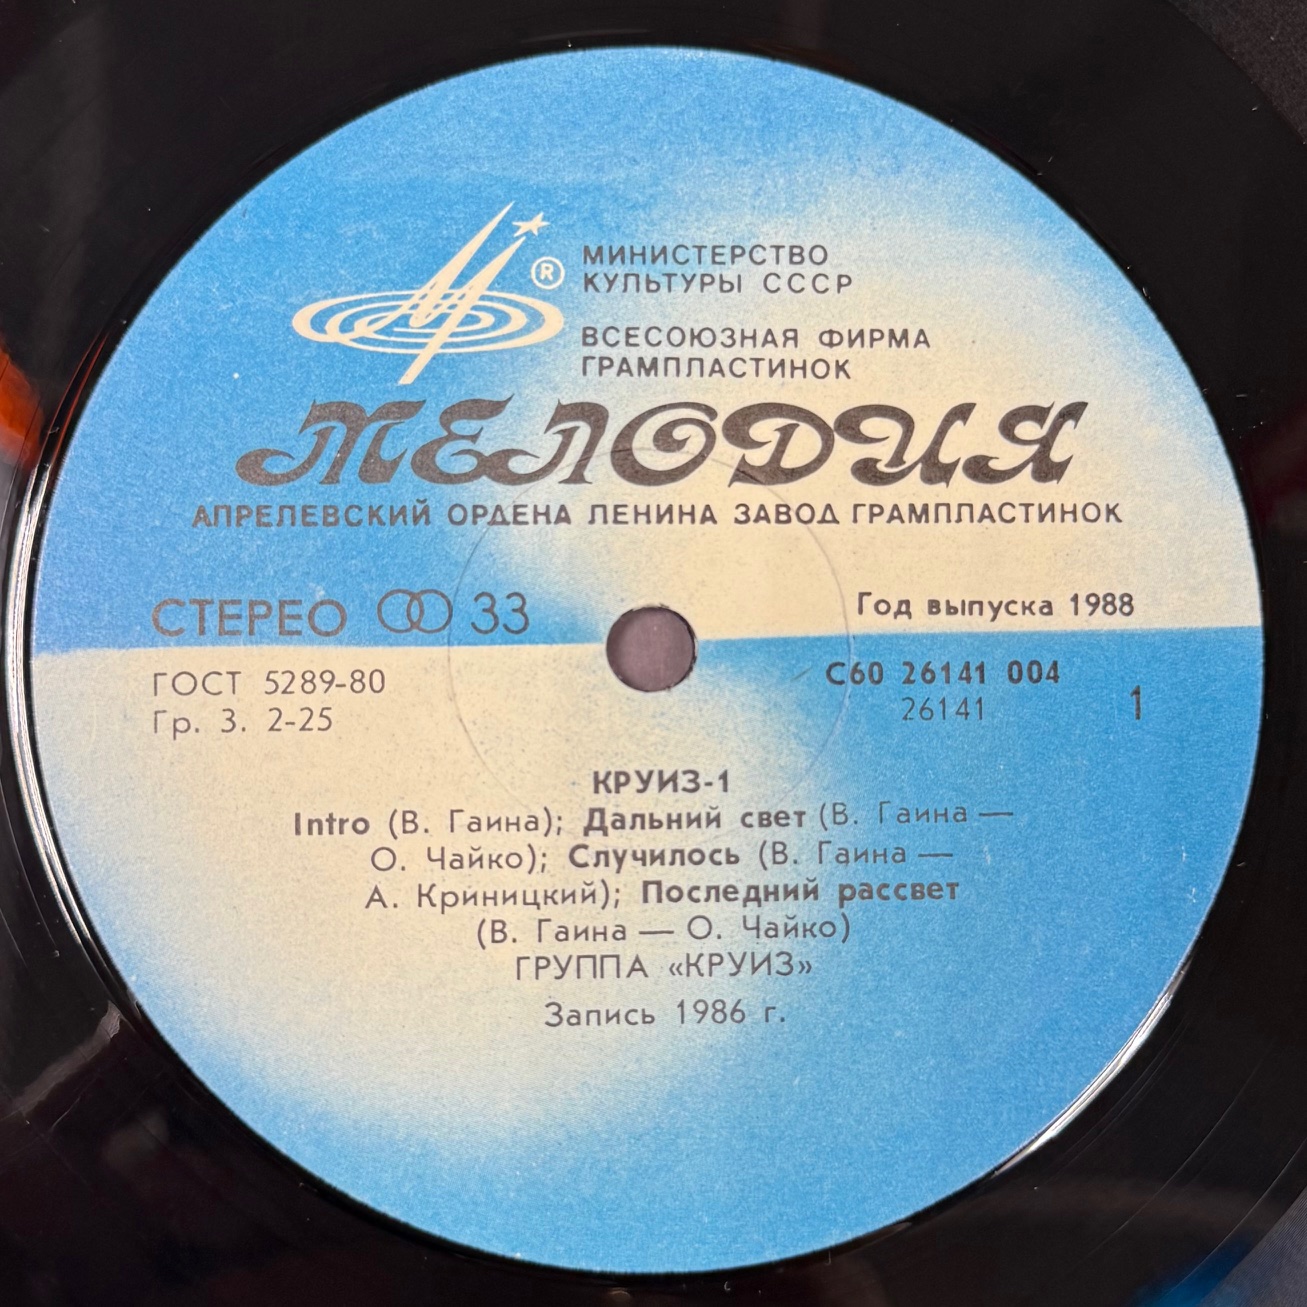 ®
МИНИСТЕРСТВО
КУЛЬТУРЫ СССР
ВСЕСОЮЗНАЯ ФИРМА
ГРАМПЛАСТИНОК
МЕЛОДИЯ
АПРЕЛЕВСКИЙ ОРДЕНА ЛЕНИНА ЗАВОД ГРАМПЛАСТИНОК
СТЕРЕО 33
Год выпуска 1988
ГОСТ 5289-80
Гр. 3. 2-25
С60 26141 004
26141
1
КРУИЗ-1
Intro (В. Гаина); Дальний свет (В. Гаина —
О. Чайко); Случилось (В. Гаина —
А. Криницкий); Последний рассвет
(В. Гаина — О. Чайко)
ГРУППА «КРУИЗ»
Запись 1986 г.